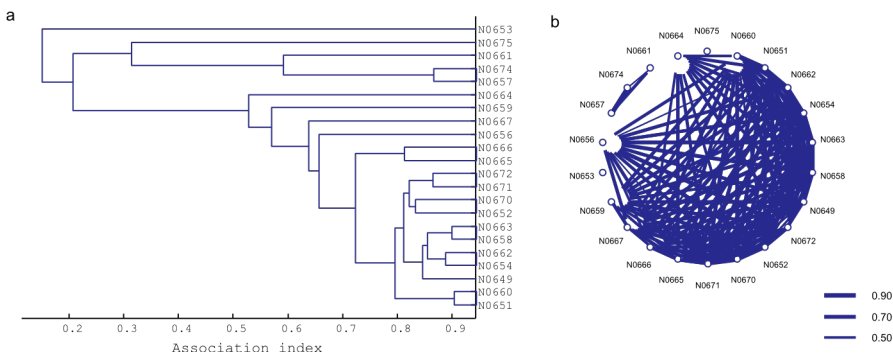 a
N0653
N0675
N0661
N0674
N0657
N0664
N0659
N0667
N0656
N0666
N0665
N0672
N0671
N0670
N0652
N0663
N0658
N0662
N0654
N0649
N0660
N0651
0.2 0.3 0.4 0.5 0.6 0.7 0.8 0.9
Association index
b
N0675
N0664 N0660
N0661 N0651
N0674 N0662
N0657 N0654
N0656 N0663
N0653 N0658
N0659 N0649
N0667 N0672
N0666 N0652
N0665 N0670
N0671
0.90
0.70
0.50